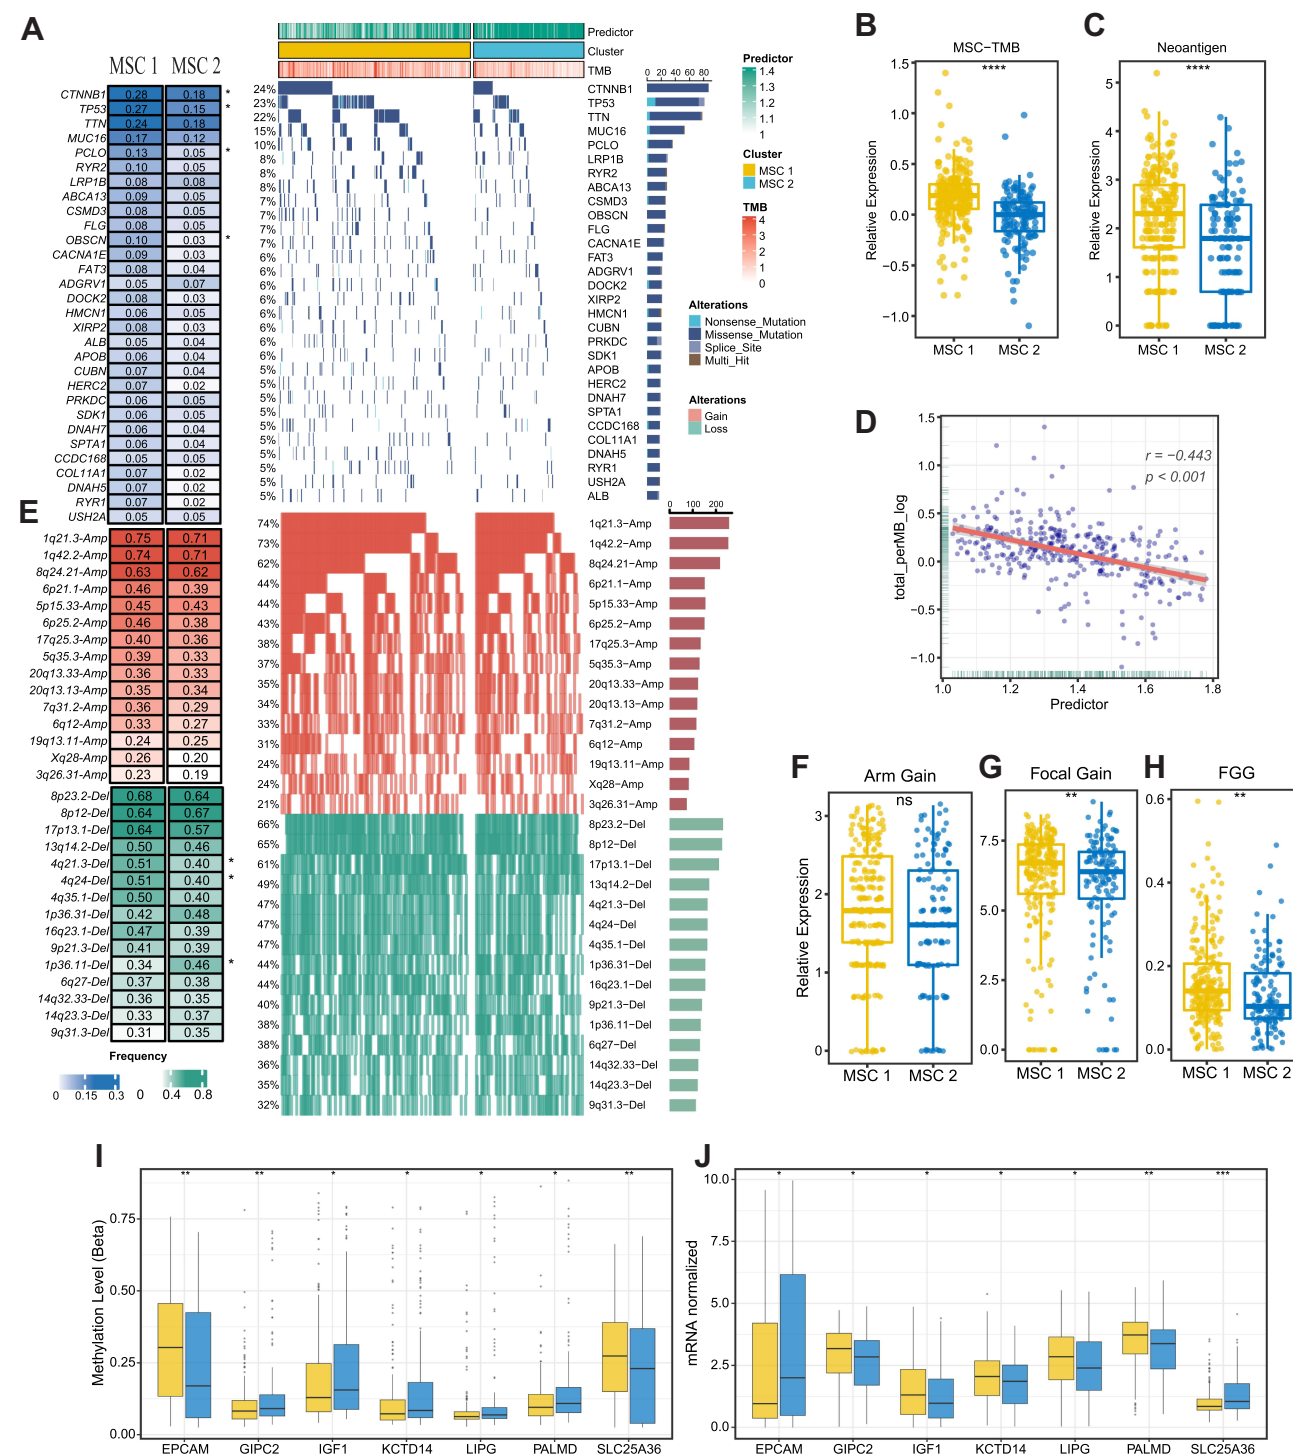 A
MSC 1 MSC 2
CTNNB1 0.28 0.18 *
TP53 0.27 0.15 *
TTN 0.24 0.18
MUC16 0.17 0.12
PCLO 0.13 0.05 *
RYR2 0.10 0.05
LRP1B 0.08 0.08
ABCA13 0.09 0.05
CSMD3 0.08 0.05
FLG 0.08 0.05
OBSCN 0.10 0.03 *
CACNA1E 0.09 0.03
FAT3 0.08 0.04
ADGRV1 0.05 0.07
DOCK2 0.08 0.03
HMCN1 0.06 0.05
XIRP2 0.08 0.03
ALB 0.05 0.04
APOB 0.06 0.04
CUBN 0.07 0.04
HERC2 0.07 0.02
PRKDC 0.06 0.05
SDK1 0.06 0.05
DNAH7 0.06 0.04
SPTA1 0.06 0.04
CCDC168 0.05 0.05
COL11A1 0.07 0.02
DNAH5 0.07 0.02
RYR1 0.07 0.02
USH2A 0.05 0.05
Predictor
Cluster
TMB
0 20 40 60 80
24% CTNNB1
23% TP53
22% TTN
15% MUC16
10% PCLO
8% LRP1B
8% RYR2
8% ABCA13
7% CSMD3
7% OBSCN
7% FLG
7% CACNA1E
6% FAT3
6% ADGRV1
6% DOCK2
6% XIRP2
6% HMCN1
6% CUBN
6% PRKDC
6% SDK1
5% APOB
5% HERC2
5% DNAH7
5% SPTA1
5% CCDC168
5% COL11A1
5% DNAH5
5% RYR1
5% USH2A
5% ALB
Predictor
1.4
1.3
1.2
1.1
1
Cluster
MSC 1
MSC 2
TMB
4
3
2
1
0
Alterations
Nonsense_Mutation
Missense_Mutation
Splice_Site
Multi_Hit
Alterations
Gain
Loss
B
MSC−TMB
****
Relative Expression
1.5
1.0
0.5
0.0
−0.5
−1.0
MSC 1 MSC 2
C
Neoantigen
****
Relative Expression
5
4
3
2
1
0
MSC 1 MSC 2
D
r = −0.443
p < 0.001
total_perMB_log
1.5
1.0
0.5
0.0
−0.5
−1.0
1.0 1.2 1.4 1.6 1.8
Predictor
E
1q21.3-Amp 0.75 0.71
1q42.2-Amp 0.74 0.71
8q24.21-Amp 0.63 0.62
6p21.1-Amp 0.46 0.39
5p15.33-Amp 0.45 0.43
6p25.2-Amp 0.46 0.38
17q25.3-Amp 0.40 0.36
5q35.3-Amp 0.39 0.33
20q13.33-Amp 0.36 0.33
20q13.13-Amp 0.35 0.34
7q31.2-Amp 0.36 0.29
6q12-Amp 0.33 0.27
19q13.11-Amp 0.24 0.25
Xq28-Amp 0.26 0.20
3q26.31-Amp 0.23 0.19
8p23.2-Del 0.68 0.64
8p12-Del 0.64 0.67
17p13.1-Del 0.64 0.57
13q14.2-Del 0.50 0.46
4q21.3-Del 0.51 0.40 *
4q24-Del 0.51 0.40 *
4q35.1-Del 0.50 0.40
1p36.31-Del 0.42 0.48
16q23.1-Del 0.47 0.39
9p21.3-Del 0.41 0.39
1p36.11-Del 0.34 0.46 *
6q27-Del 0.37 0.38
14q32.33-Del 0.36 0.35
14q23.3-Del 0.33 0.37
9q31.3-Del 0.31 0.35
Frequency
0 0.15 0.3 0 0.4 0.8
0 100 200
74% 1q21.3−Amp
73% 1q42.2−Amp
62% 8q24.21−Amp
44% 6p21.1−Amp
44% 5p15.33−Amp
43% 6p25.2−Amp
38% 17q25.3−Amp
37% 5q35.3−Amp
35% 20q13.33−Amp
34% 20q13.13−Amp
33% 7q31.2−Amp
31% 6q12−Amp
24% 19q13.11−Amp
24% Xq28−Amp
21% 3q26.31−Amp
66% 8p23.2−Del
65% 8p12−Del
61% 17p13.1−Del
49% 13q14.2−Del
47% 4q21.3−Del
47% 4q24−Del
47% 4q35.1−Del
44% 1p36.31−Del
44% 16q23.1−Del
40% 9p21.3−Del
38% 1p36.11−Del
38% 6q27−Del
36% 14q32.33−Del
35% 14q23.3−Del
32% 9q31.3−Del
F
Arm Gain
ns
Relative Expression
3
2
1
0
MSC 1 MSC 2
G
Focal Gain
**
7.5
5.0
2.5
0.0
MSC 1 MSC 2
H
FGG
**
0.6
0.4
0.2
0.0
MSC 1 MSC 2
I
** ** * * * * **
Methylation Level (Beta)
0.75
0.50
0.25
0.00
EPCAM GIPC2 IGF1 KCTD14 LIPG PALMD SLC25A36
J
* * * * * ** ***
mRNA normalized
10.0
7.5
5.0
2.5
0.0
EPCAM GIPC2 IGF1 KCTD14 LIPG PALMD SLC25A36